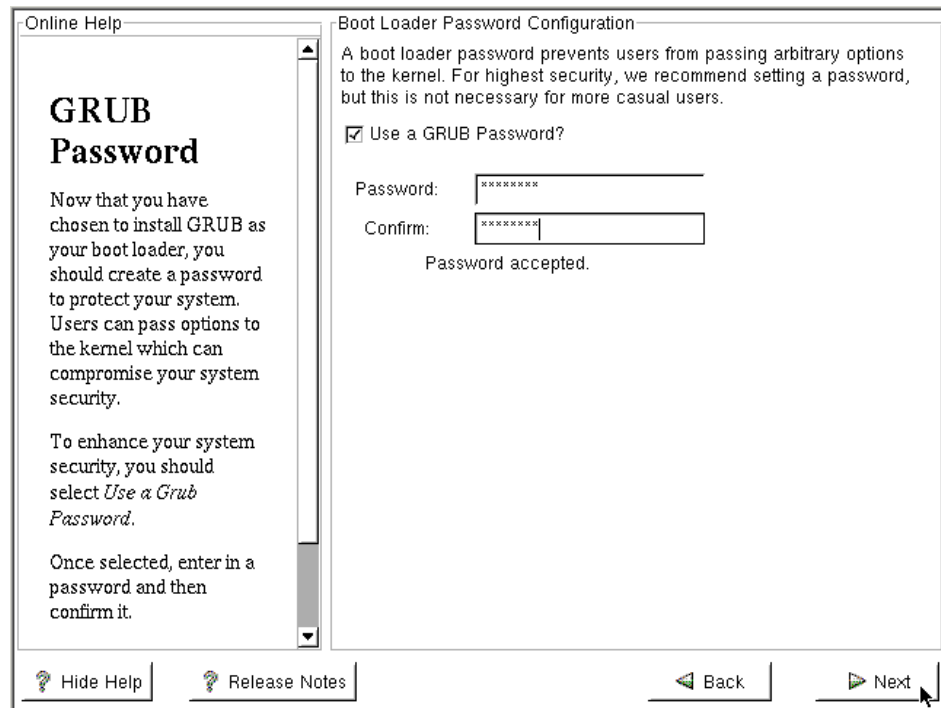 Online Help
GRUB
Password
Now that you have
chosen to install GRUB as
your boot loader, you
should create a password
to protect your system.
Users can pass options to
the kernel which can
compromise your system
security.
To enhance your system
security, you should
select Use a Grub
Password.
Once selected, enter in a
password and then
confirm it.
Boot Loader Password Configuration
A boot loader password prevents users from passing arbitrary options
to the kernel. For highest security, we recommend setting a password,
but this is not necessary for more casual users.
Use a GRUB Password?
Password: ********
Confirm: ********
Password accepted.
Hide Help
Release Notes
Back
Next